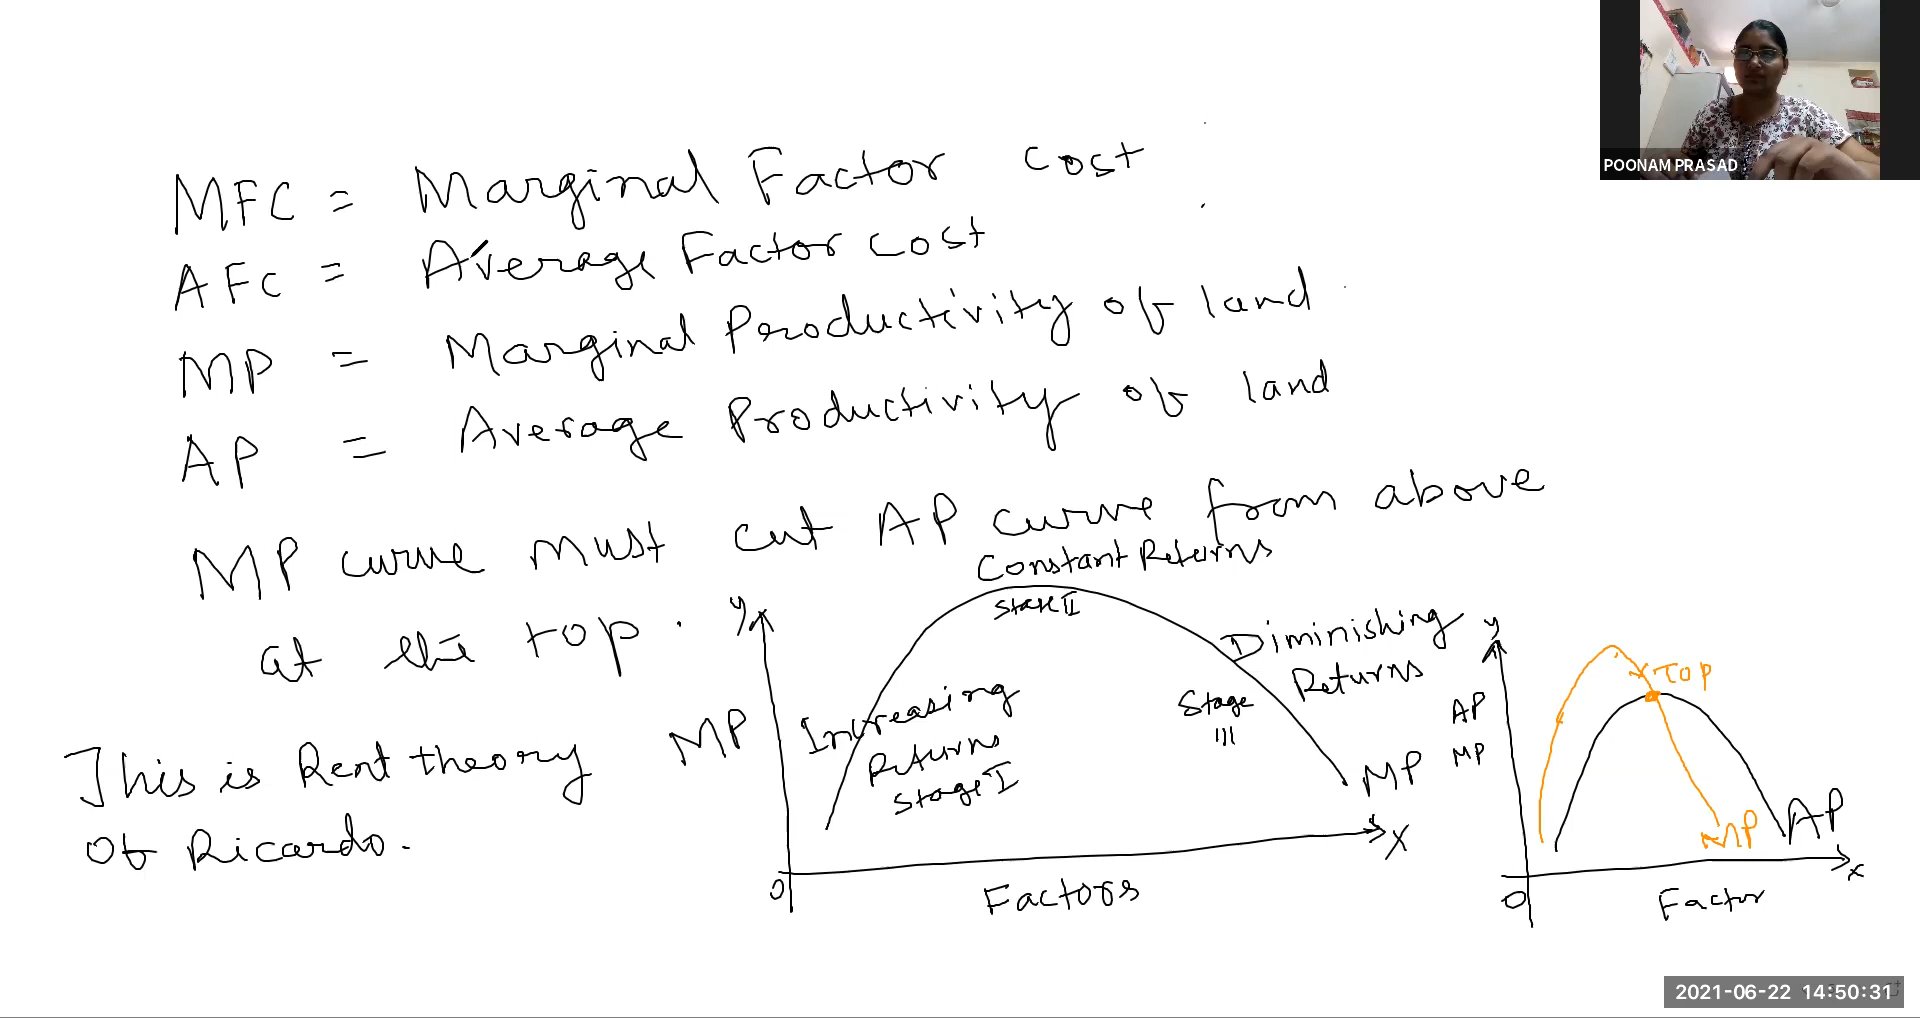 POONAM PRASAD
MFC = Marginal Factor cost
AFC = Average Factor cost
MP = Marginal Productivity of land
AP = Average Productivity of land
MP curve must cut AP curve from above
at the top.
This is Rent theory
of Ricardo.
y
Constant Returns
Stage II
Diminishing
Returns
Stage
III
Increasing
Returns
Stage I
MP
MP
X
O
Factors
y
TOP
AP
MP
MP
AP
x
O
Factor
2021-06-22 14:50:31